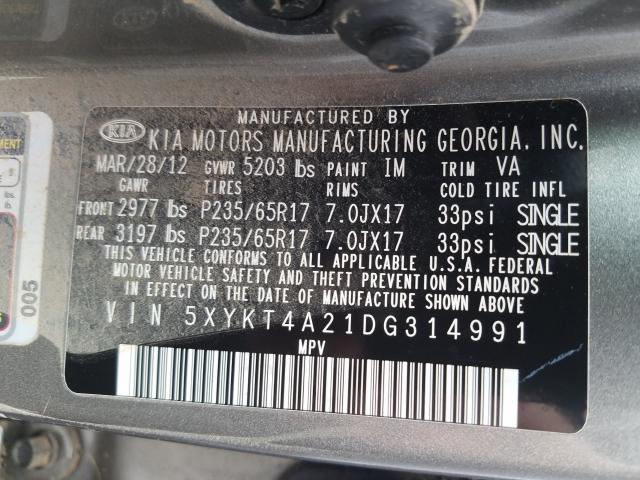 MANUFACTURED BY
KIA KIA MOTORS MANUFACTURING GEORGIA, INC.
MAR/28/12 GVWR 5203 lbs PAINT IM TRIM VA
GAWR TIRES RIMS COLD TIRE INFL
FRONT 2977 lbs P235/65R17 7.0JX17 33psi SINGLE
REAR 3197 lbs P235/65R17 7.0JX17 33psi SINGLE
THIS VEHICLE CONFORMS TO ALL APPLICABLE U.S.A. FEDERAL
MOTOR VEHICLE SAFETY AND THEFT PREVENTION STANDARDS
IN EFFECT ON THE DATE OF MANUFACTURE SHOWN ABOVE
VIN 5XYKT4A21DG314991
MPV
005